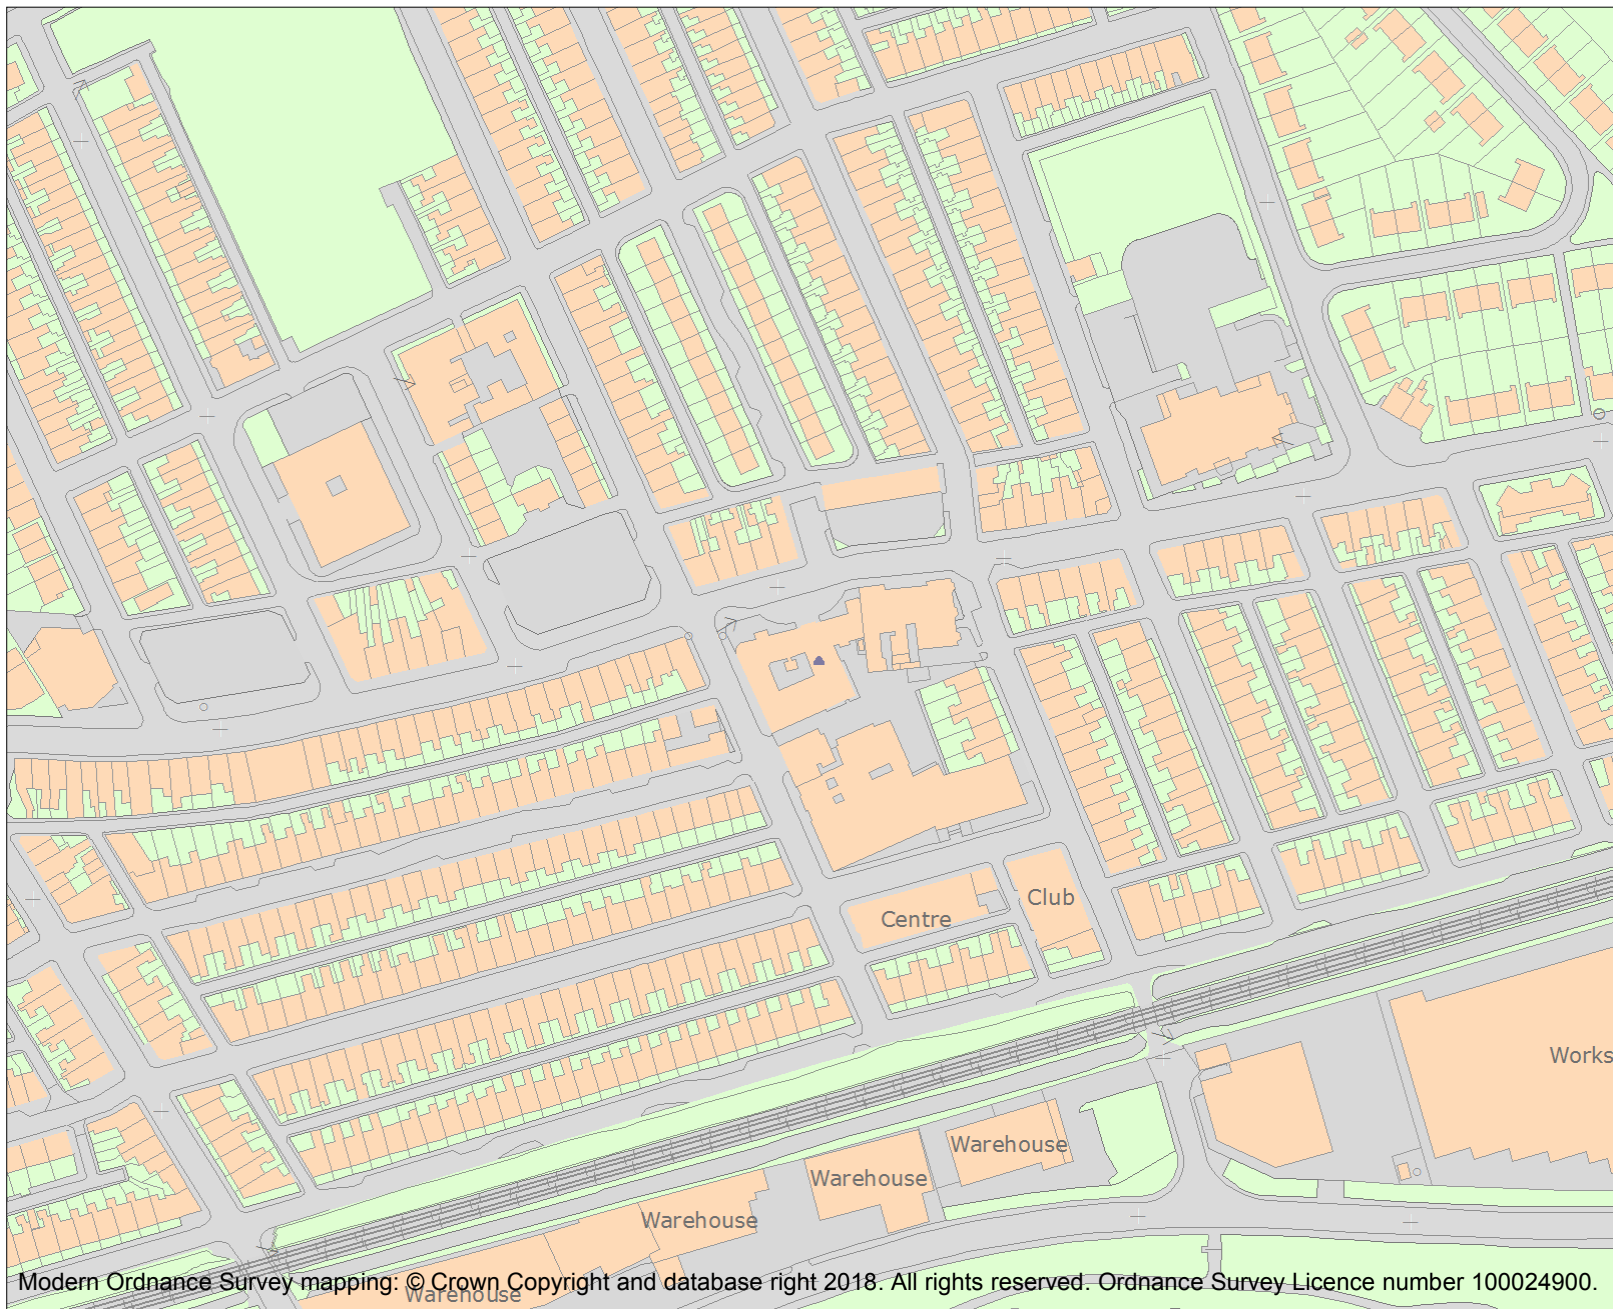 Club
Centre
Works
Warehouse
Warehouse
Warehouse
Modern Ordnance Survey mapping: © Crown Copyright and database right 2018. All rights reserved. Ordnance Survey Licence number 100024900.
Warehouse